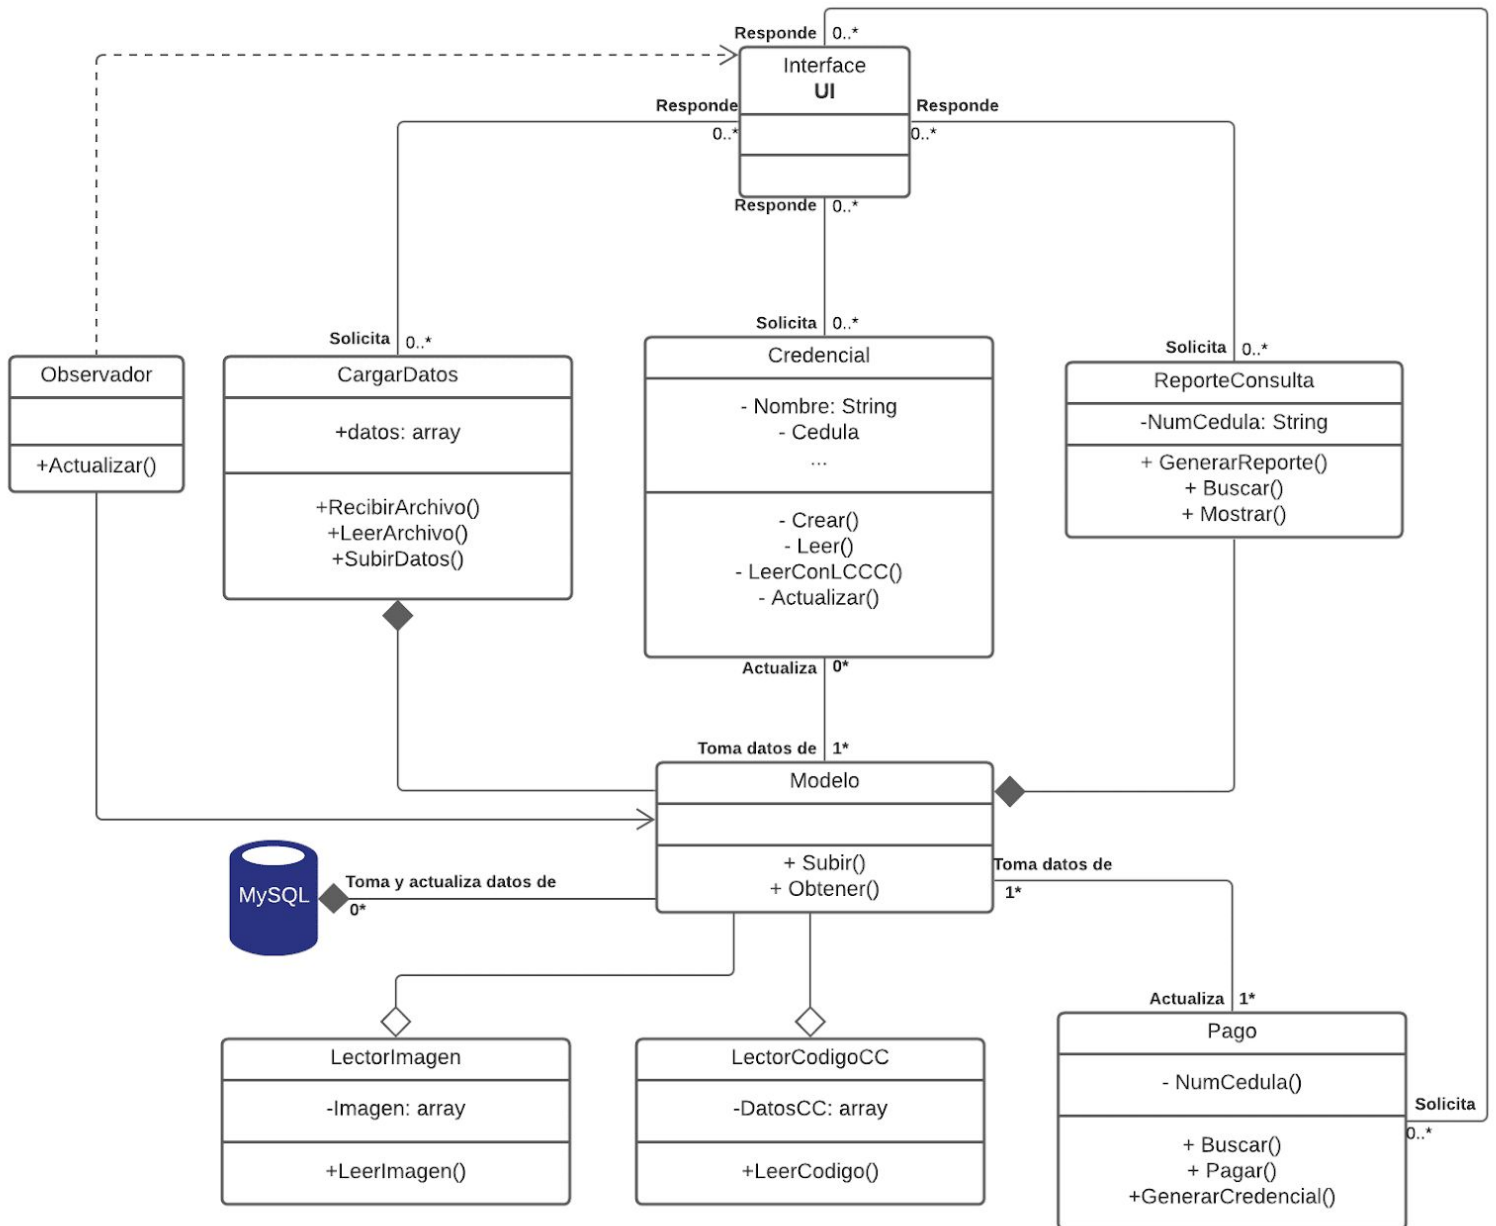 Responde 0..*
Interface
UI
Responde
0..*
Responde
0..*
Responde 0..*
Solicita 0..*
Solicita 0..*
Solicita 0..*
Observador
+Actualizar()
CargarDatos
+datos: array
+RecibirArchivo()
+LeerArchivo()
+SubirDatos()
Credencial
- Nombre: String
- Cedula
...
- Crear()
- Leer()
- LeerConLCCC()
- Actualizar()
ReporteConsulta
-NumCedula: String
+ GenerarReporte()
+ Buscar()
+ Mostrar()
Actualiza 0*
Toma datos de 1*
Modelo
+ Subir()
+ Obtener()
MySQL
Toma y actualiza datos de
0*
Toma datos de
1*
Actualiza 1*
LectorImagen
-Imagen: array
+LeerImagen()
LectorCodigoCC
-DatosCC: array
+LeerCodigo()
Pago
- NumCedula()
+ Buscar()
+ Pagar()
+GenerarCredencial()
Solicita
0..*